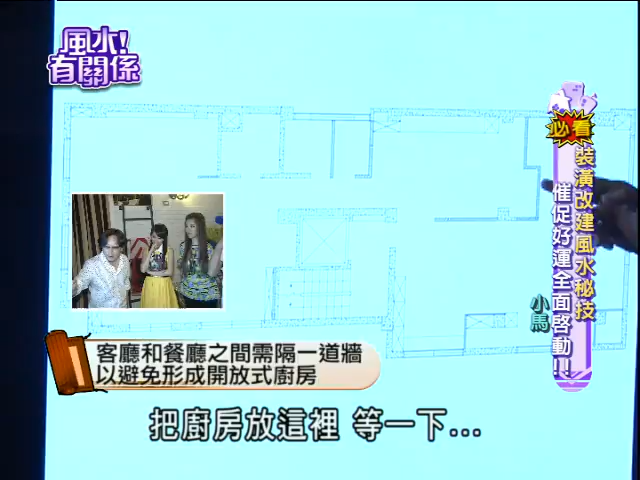 風水!
有關係
必看
裝潢改建風水秘技
催促好運全面啓動!!
小馬
客廳和餐廳之間需隔一道牆
以避免形成開放式廚房
把廚房放這裡 等一下...